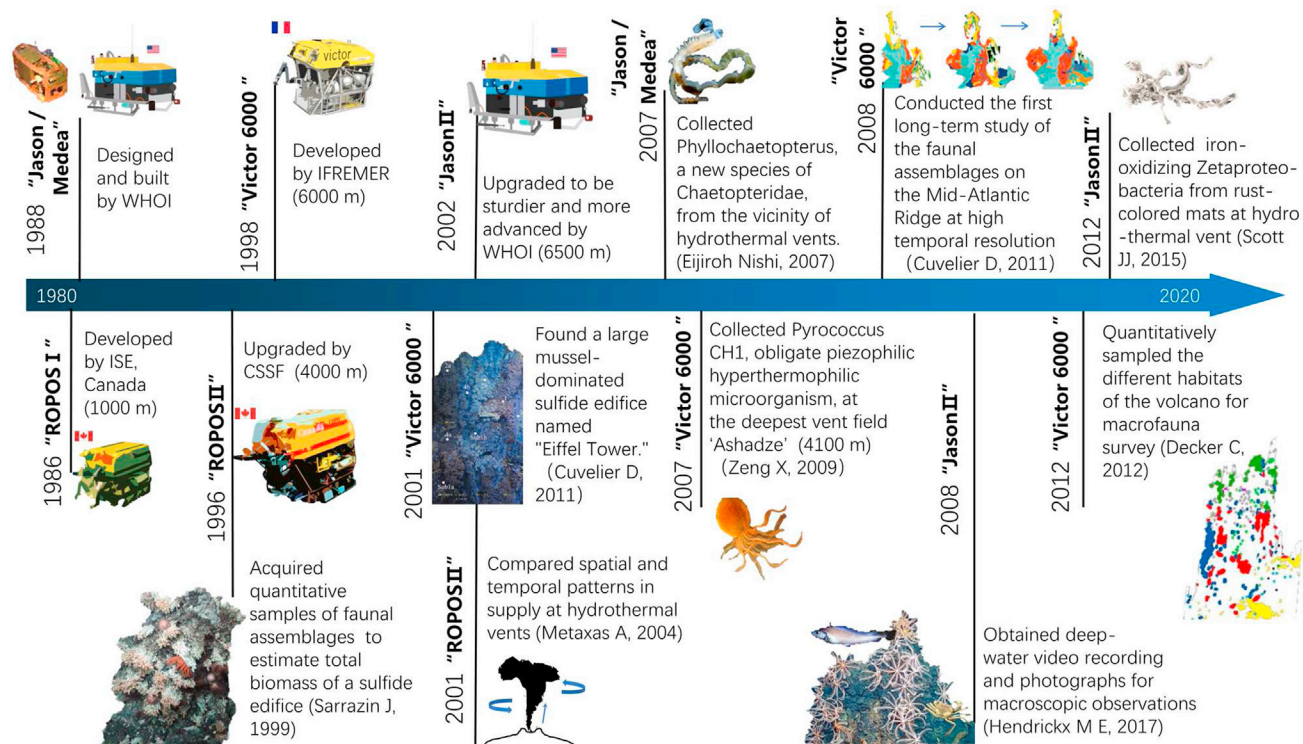 1988 "Jason /
Medea"
Designed
and built
by WHOI
1998 "Victor 6000"
victor
Developed
by IFREMER
(6000 m)
2002 "JasonⅡ"
Upgraded to be
sturdier and more
advanced by
WHOI (6500 m)
2007 "Jason /
Medea"
Collected
Phyllochaetopterus,
a new species of
Chaetopteridae,
from the vicinity of
hydrothermal vents.
(Eijiroh Nishi, 2007)
2008 "Victor
6000"
Conducted the first
long-term study of
the faunal
assemblages on
the Mid-Atlantic
Ridge at high
temporal resolution
(Cuvelier D, 2011)
2012 "JasonⅡ"
Collected iron-
oxidizing Zetaproteo-
bacteria from rust-
colored mats at hydro
-thermal vent (Scott
JJ, 2015)
1980
2020
1986 "ROPOS I"
Developed
by ISE,
Canada
(1000 m)
1996 "ROPOSⅡ"
Upgraded by
CSSF (4000 m)
Acquired
quantitative
samples of faunal
assemblages to
estimate total
biomass of a sulfide
edifice (Sarrazin J,
1999)
2001 "Victor 6000"
Found a large
mussel-
dominated
sulfide edifice
named
"Eiffel Tower."
(Cuvelier D,
2011)
2001 "ROPOSⅡ"
Compared spatial and
temporal patterns in
supply at hydrothermal
vents (Metaxas A, 2004)
2007 "Victor 6000"
Collected Pyrococcus
CH1, obligate piezophilic
hyperthermophilic
microorganism, at
the deepest vent field
'Ashadze' (4100 m)
(Zeng X, 2009)
2008 "JasonⅡ"
Obtained deep-
water video recording
and photographs for
macroscopic observations
(Hendrickx M E, 2017)
2012 "Victor 6000"
Quantitatively
sampled the
different habitats
of the volcano for
macrofauna
survey (Decker C,
2012)